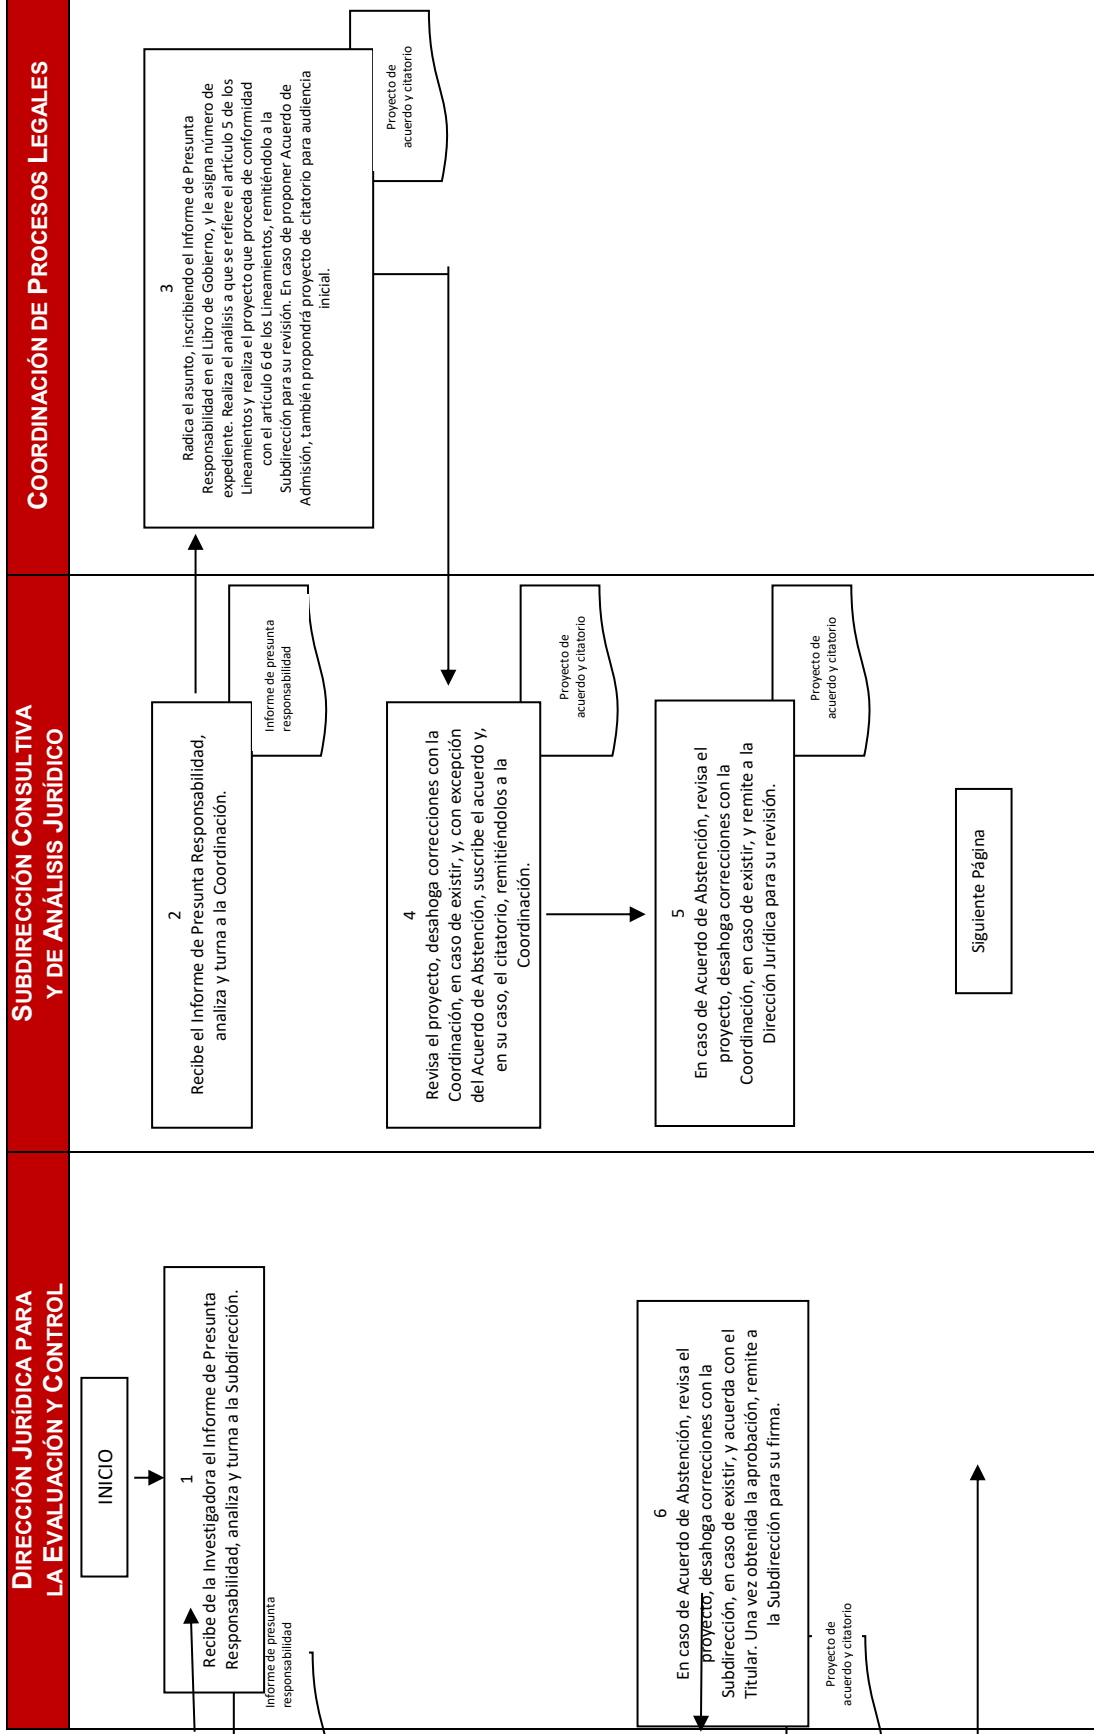 DIRECCIÓN JURÍDICA PARA
LA EVALUACIÓN Y CONTROL
SUBDIRECCIÓN CONSULTIVA
Y DE ANÁLISIS JURÍDICO
COORDINACIÓN DE PROCESOS LEGALES
INICIO
1
Recibe de la Investigadora el Informe de Presunta
Responsabilidad, analiza y turna a la Subdirección.
Informe de presunta
responsabilidad
2
Recibe el Informe de Presunta Responsabilidad,
analiza y turna a la Coordinación.
Informe de presunta
responsabilidad
3
Radica el asunto, inscribiendo el Informe de Presunta
Responsabilidad en el Libro de Gobierno, y le asigna número de
expediente. Realiza el análisis a que se refiere el artículo 5 de los
Lineamientos y realiza el proyecto que proceda de conformidad
con el artículo 6 de los Lineamientos, remitiéndolo a la
Subdirección para su revisión. En caso de proponer Acuerdo de
Admisión, también propondrá proyecto de citatorio para audiencia
inicial.
Proyecto de
acuerdo y citatorio
4
Revisa el proyecto, desahoga correcciones con la
Coordinación, en caso de existir, y, con excepción
del Acuerdo de Abstención, suscribe el acuerdo y,
en su caso, el citatorio, remitiéndolos a la
Coordinación.
Proyecto de
acuerdo y citatorio
5
En caso de Acuerdo de Abstención, revisa el
proyecto, desahoga correcciones con la
Coordinación, en caso de existir, y remite a la
Dirección Jurídica para su revisión.
Proyecto de
acuerdo y citatorio
6
En caso de Acuerdo de Abstención, revisa el
proyecto, desahoga correcciones con la
Subdirección, en caso de existir, y acuerda con el
Titular. Una vez obtenida la aprobación, remite a
la Subdirección para su firma.
Proyecto de
acuerdo y citatorio
Siguiente Página